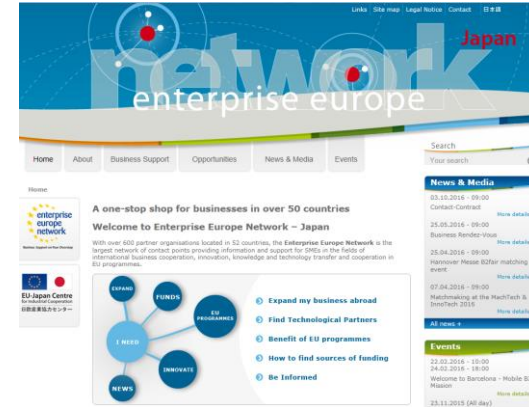 Links Site map Legal Notice Contact 日本語
Japan
network
enterprise europe
Home About Business Support Opportunities News & Media Events
Search
Your search
Home
enterprise
europe
network
Business Support on Your Doorstep
EU-Japan Centre
for Industrial Cooperation
日欧産業協力センター
A one-stop shop for businesses in over 50 countries
Welcome to Enterprise Europe Network – Japan
With over 600 partner organisations located in 52 countries, the Enterprise Europe Network is the
largest network of contact points providing information and support for SMEs in the fields of
international business cooperation, innovation, knowledge and technology transfer and cooperation in
EU programmes.
EXPAND
FUNDS
EU
PROGRAMMES
I NEED
INNOVATE
NEWS
Expand my business abroad
Find Technological Partners
Benefit of EU programmes
How to find sources of funding
Be Informed
News & Media
03.10.2016 - 09:00
Contact-Contract
More details
25.05.2016 - 09:00
Business Rendez-Vous
More details
25.04.2016 - 09:00
Hannover Messe B2fair matching
event
More details
07.04.2016 - 09:00
Matchmaking at the MachTech &
InnoTech 2016
More details
All news +
Events
22.02.2016 - 10:00
24.02.2016 - 18:00
Welcome to Barcelona - Mobile B2
Mission
More details
23.11.2015 (All day)